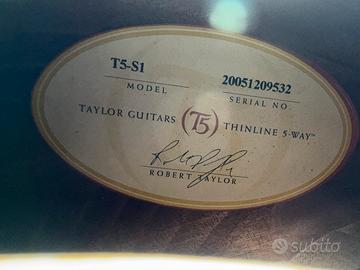 T5-S1
20051209532
MODEL
SERIAL NO.
TAYLOR GUITARS (T5) THINLINE 5-WAY™
ROBERT TAYLOR
subito